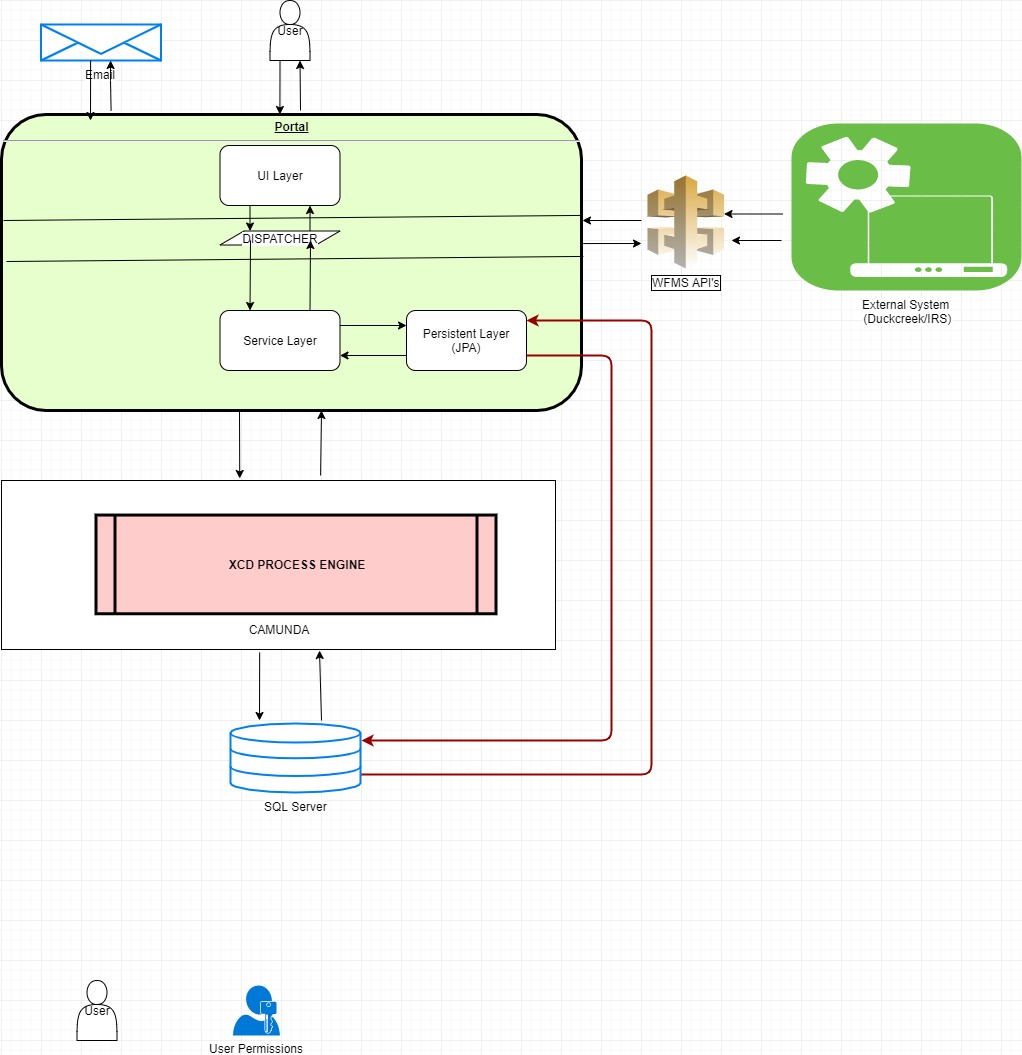 User
Email
Portal
UI Layer
DISPATCHER
WFMS API's
External System
(Duckcreek/IRS)
Service Layer
Persistent Layer
(JPA)
XCD PROCESS ENGINE
CAMUNDA
SQL Server
User
User Permissions